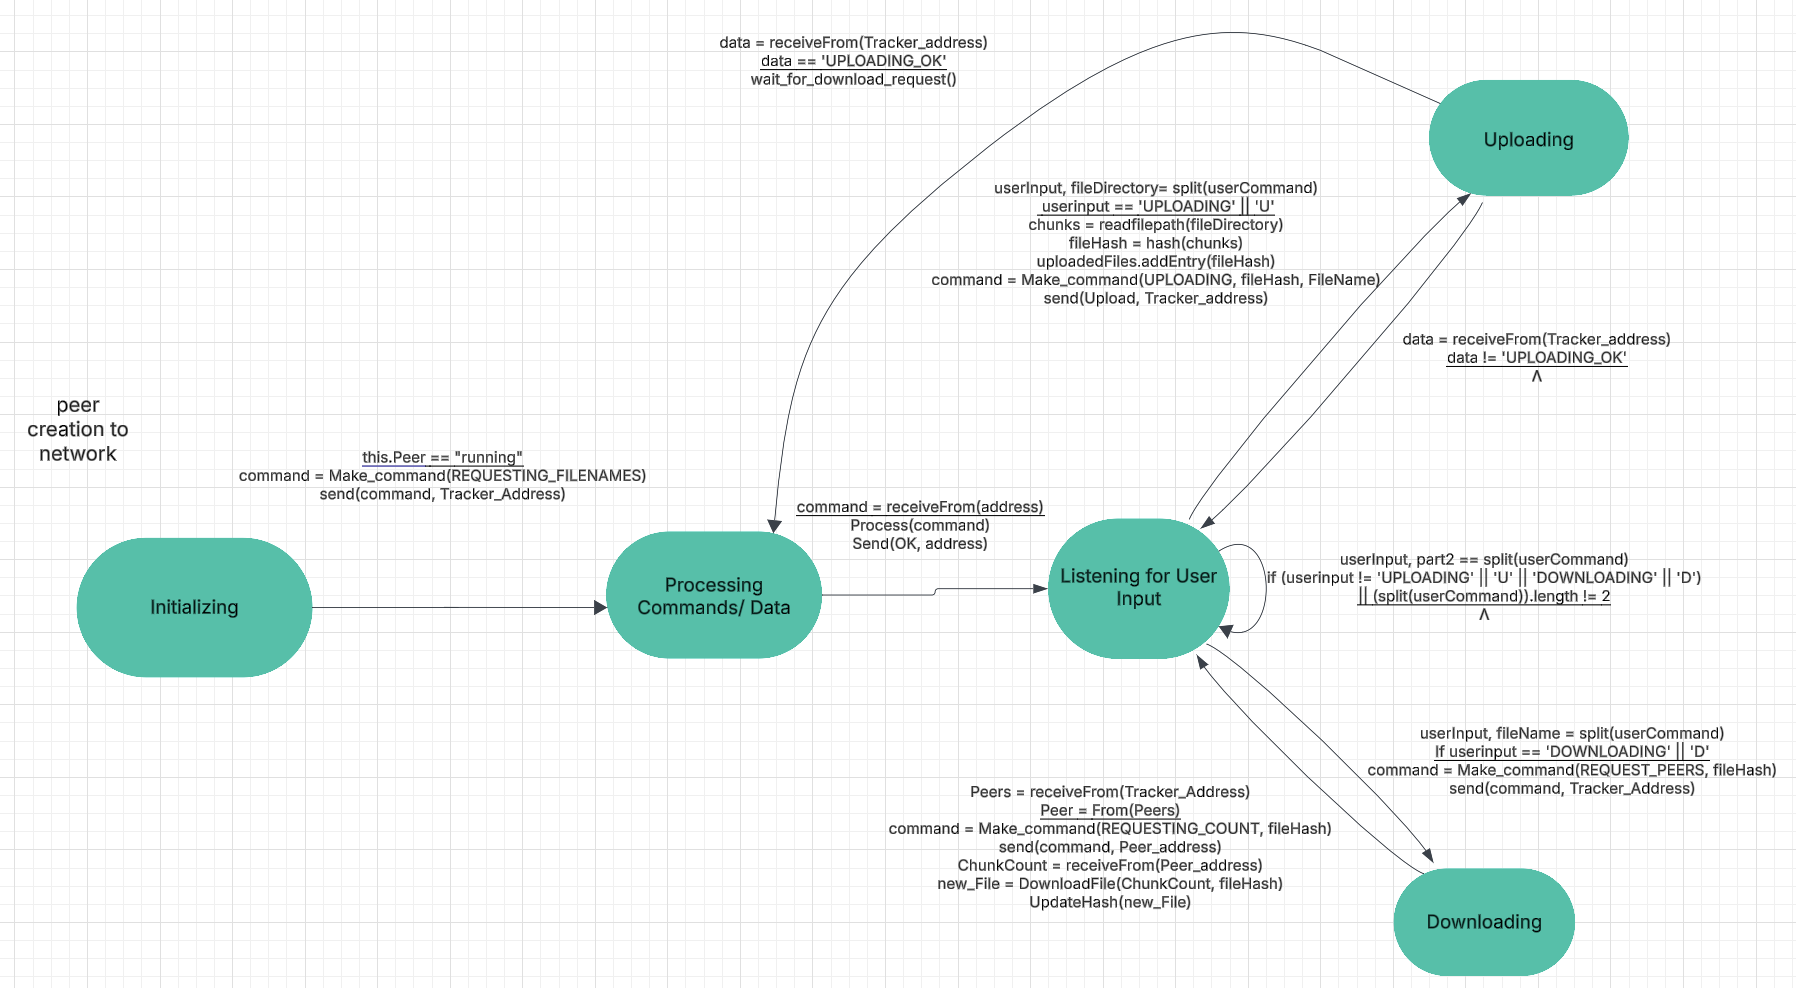 data = receiveFrom(Tracker_address)
data == 'UPLOADING_OK'
wait_for_download_request()
Uploading
userInput, fileDirectory= split(userCommand)
userinput == 'UPLOADING' || 'U'
chunks = readfilepath(fileDirectory)
fileHash = hash(chunks)
uploadedFiles.addEntry(fileHash)
command = Make_command(UPLOADING, fileHash, FileName)
send(Upload, Tracker_address)
data = receiveFrom(Tracker_address)
data != 'UPLOADING_OK'
Λ
peer
creation to
network
this.Peer == "running"
command = Make_command(REQUESTING_FILENAMES)
send(command, Tracker_Address)
command = receiveFrom(address)
Process(command)
Send(OK, address)
Initializing
Processing
Commands/ Data
Listening for User
Input
userInput, part2 == split(userCommand)
if (userinput != 'UPLOADING' || 'U' || 'DOWNLOADING' || 'D')
|| (split(userCommand)).length != 2
Λ
userInput, fileName = split(userCommand)
If userinput == 'DOWNLOADING' || 'D'
command = Make_command(REQUEST_PEERS, fileHash)
send(command, Tracker_Address)
Peers = receiveFrom(Tracker_Address)
Peer = From(Peers)
command = Make_command(REQUESTING_COUNT, fileHash)
send(command, Peer_address)
ChunkCount = receiveFrom(Peer_address)
new_File = DownloadFile(ChunkCount, fileHash)
UpdateHash(new_File)
Downloading